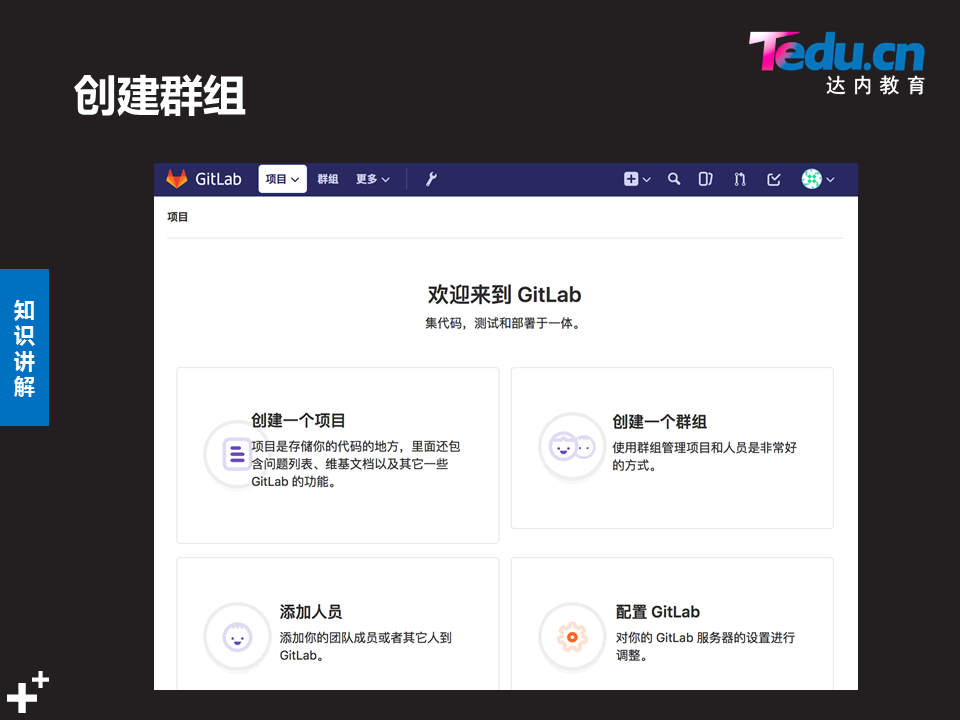 Tedu.cn
达内教育
创建群组
知识讲解
GitLab 项目 群组 更多
项目
欢迎来到 GitLab
集代码，测试和部署于一体。
创建一个项目
项目是存储你的代码的地方，里面还包
含问题列表、维基文档以及其它一些
GitLab 的功能。
创建一个群组
使用群组管理项目和人员是非常好
的方式。
添加人员
添加你的团队成员或者其它人到
GitLab。
配置 GitLab
对你的 GitLab 服务器的设置进行
调整。